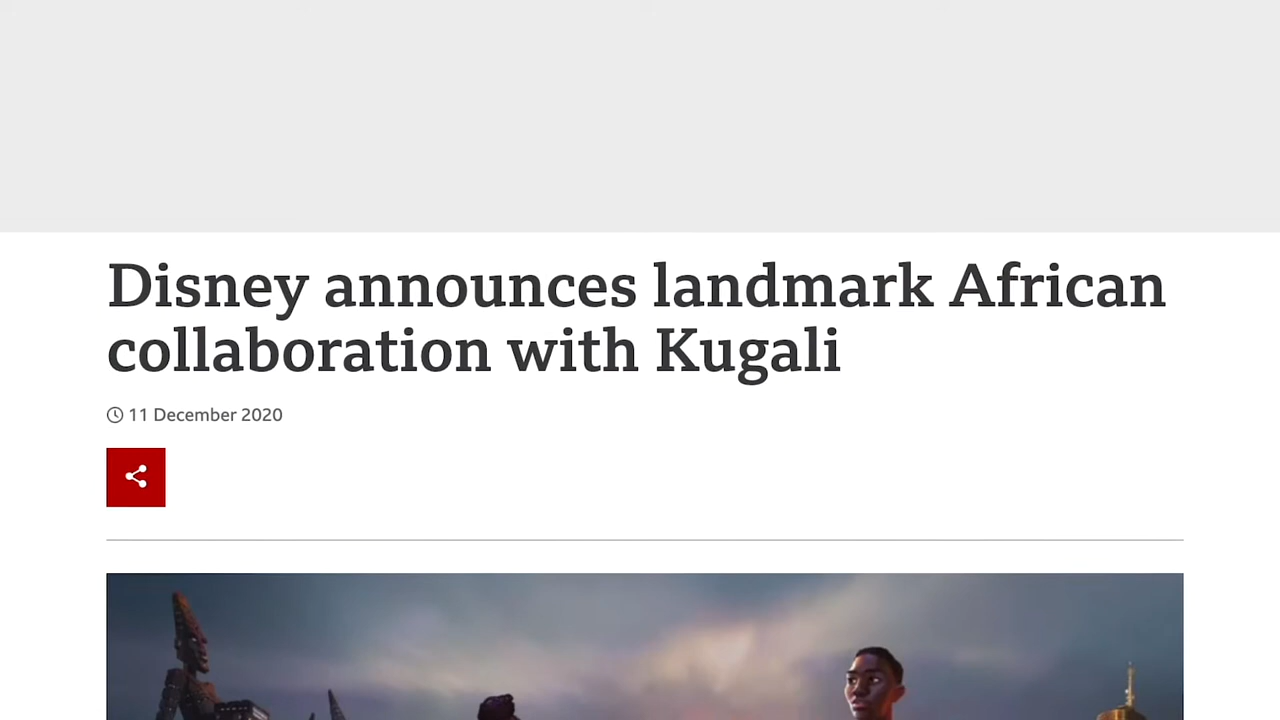 Disney announces landmark African
collaboration with Kugali
11 December 2020